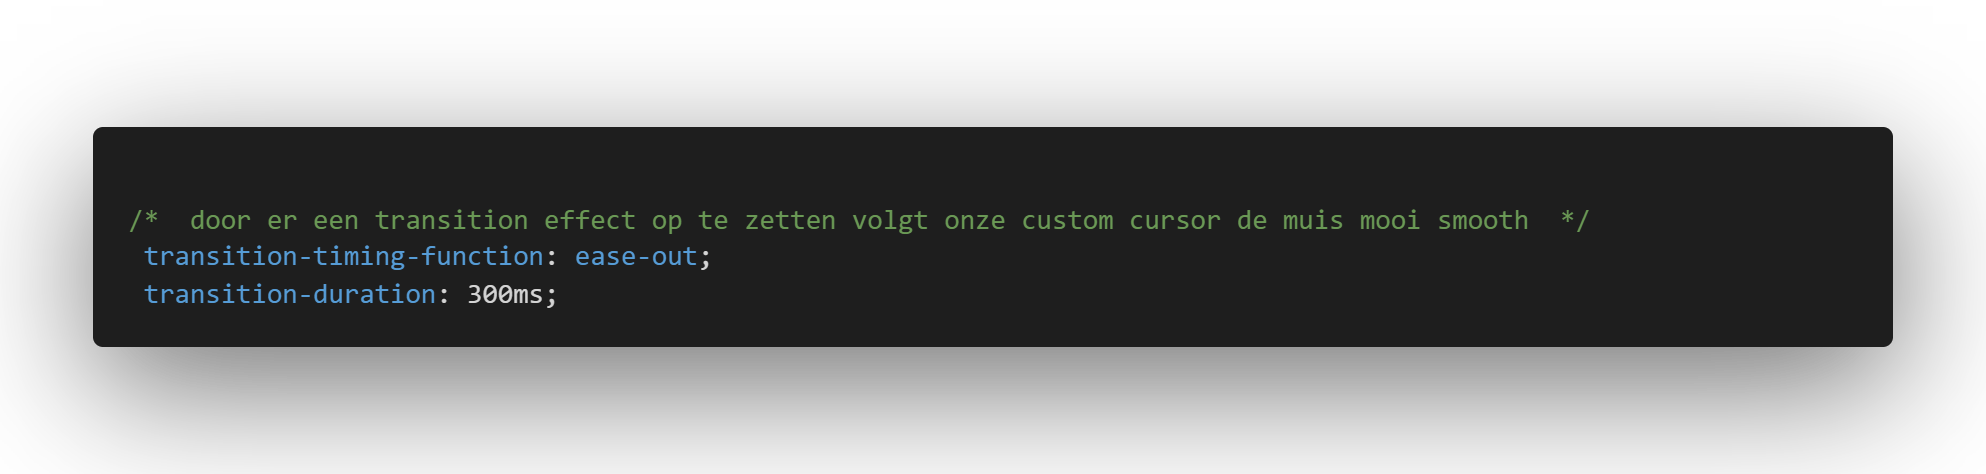 /*  door er een transition effect op te zetten volgt onze custom cursor de muis mooi smooth  */
transition-timing-function: ease-out;
transition-duration: 300ms;